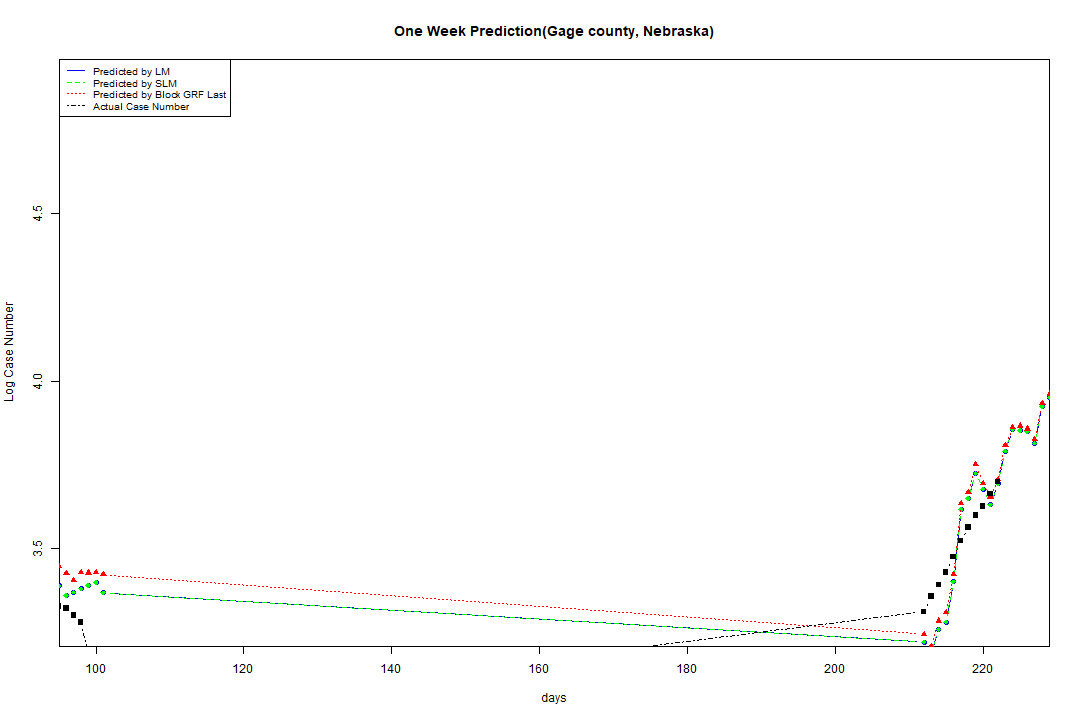 One Week Prediction(Gage county, Nebraska)
Predicted by LM
Predicted by SLM
Predicted by Block GRF Last
Actual Case Number
4.5
4.0
3.5
Log Case Number
100 120 140 160 180 200 220
days